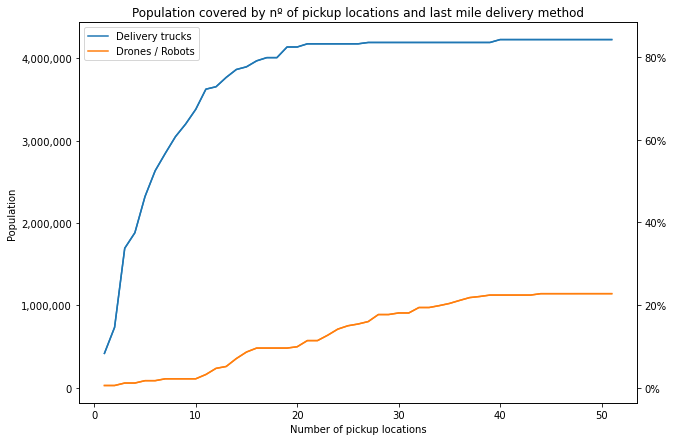 Population covered by nº of pickup locations and last mile delivery method
Delivery trucks
Drones / Robots
4,000,000
3,000,000
2,000,000
1,000,000
0
Population
80%
60%
40%
20%
0%
0 10 20 30 40 50
Number of pickup locations